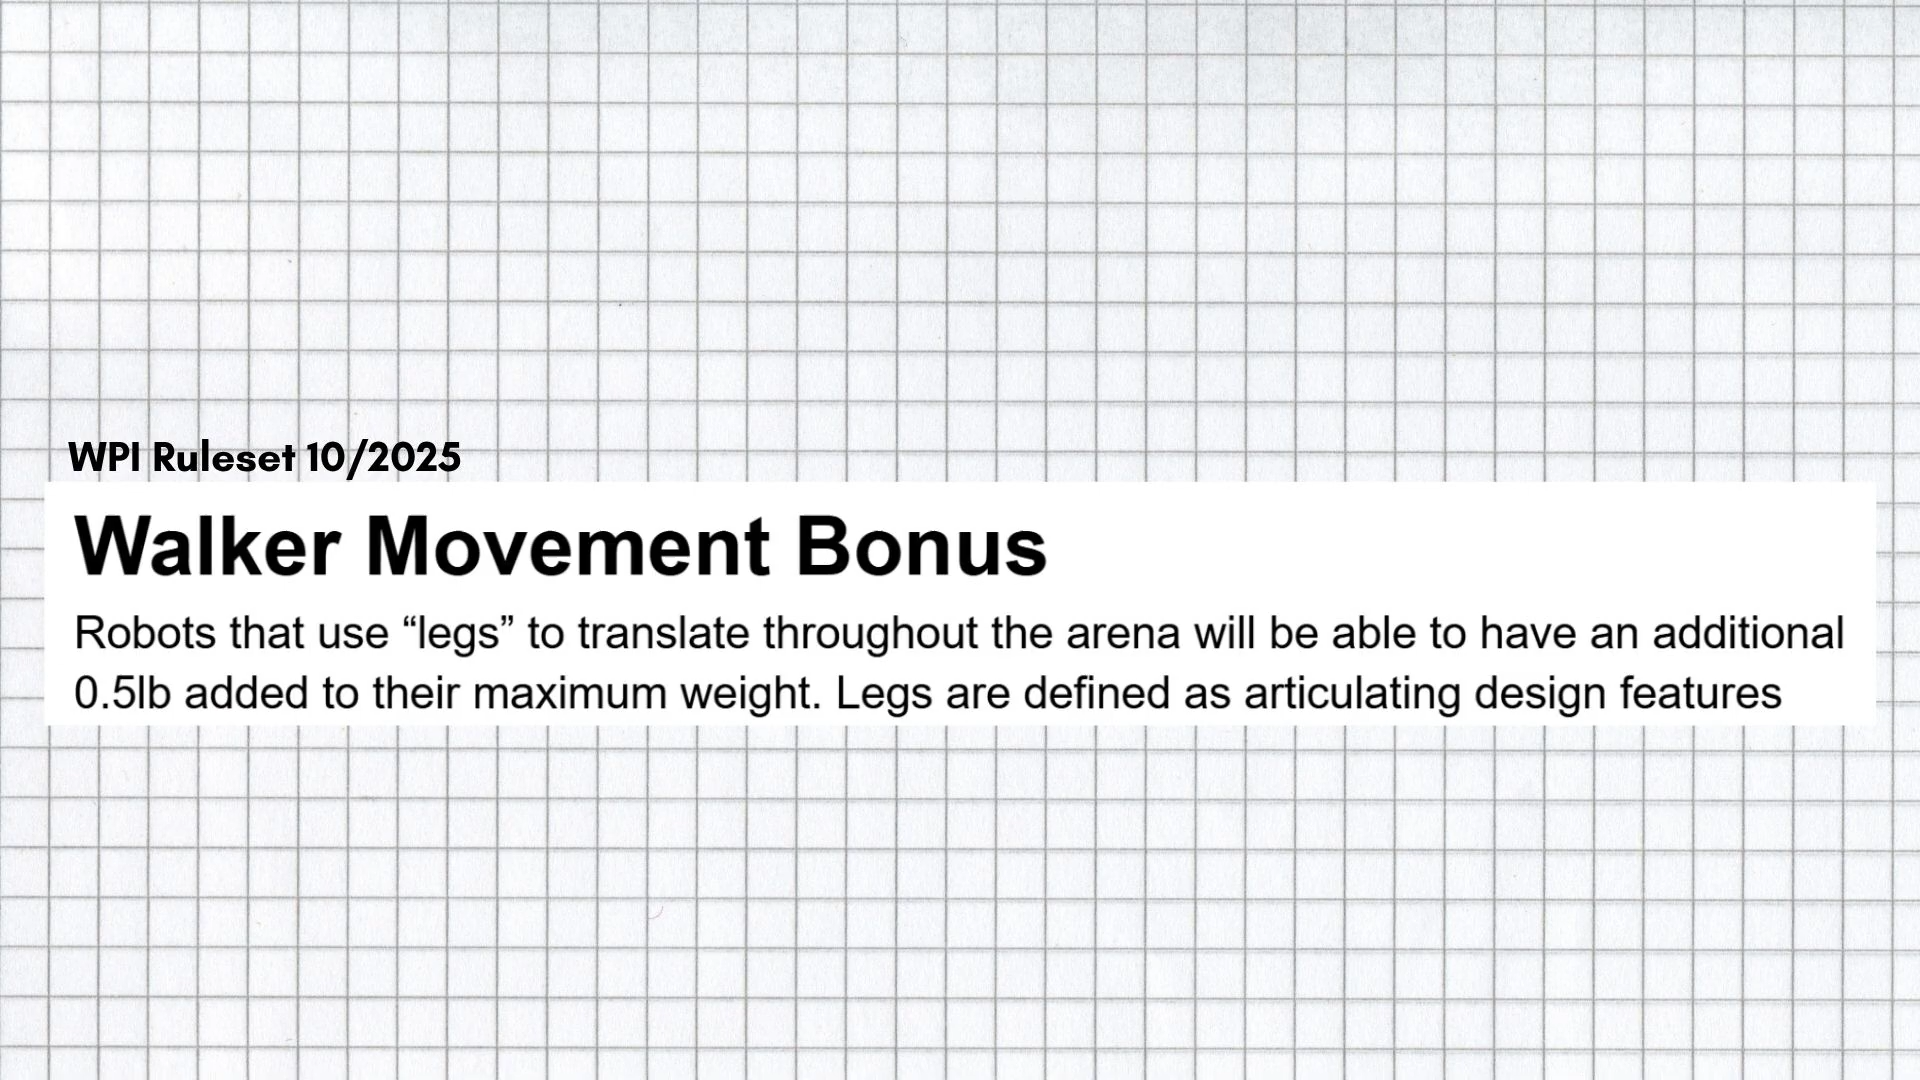 WPI Ruleset 10/2025
Walker Movement Bonus
Robots that use “legs” to translate throughout the arena will be able to have an additional
0.5lb added to their maximum weight. Legs are defined as articulating design features